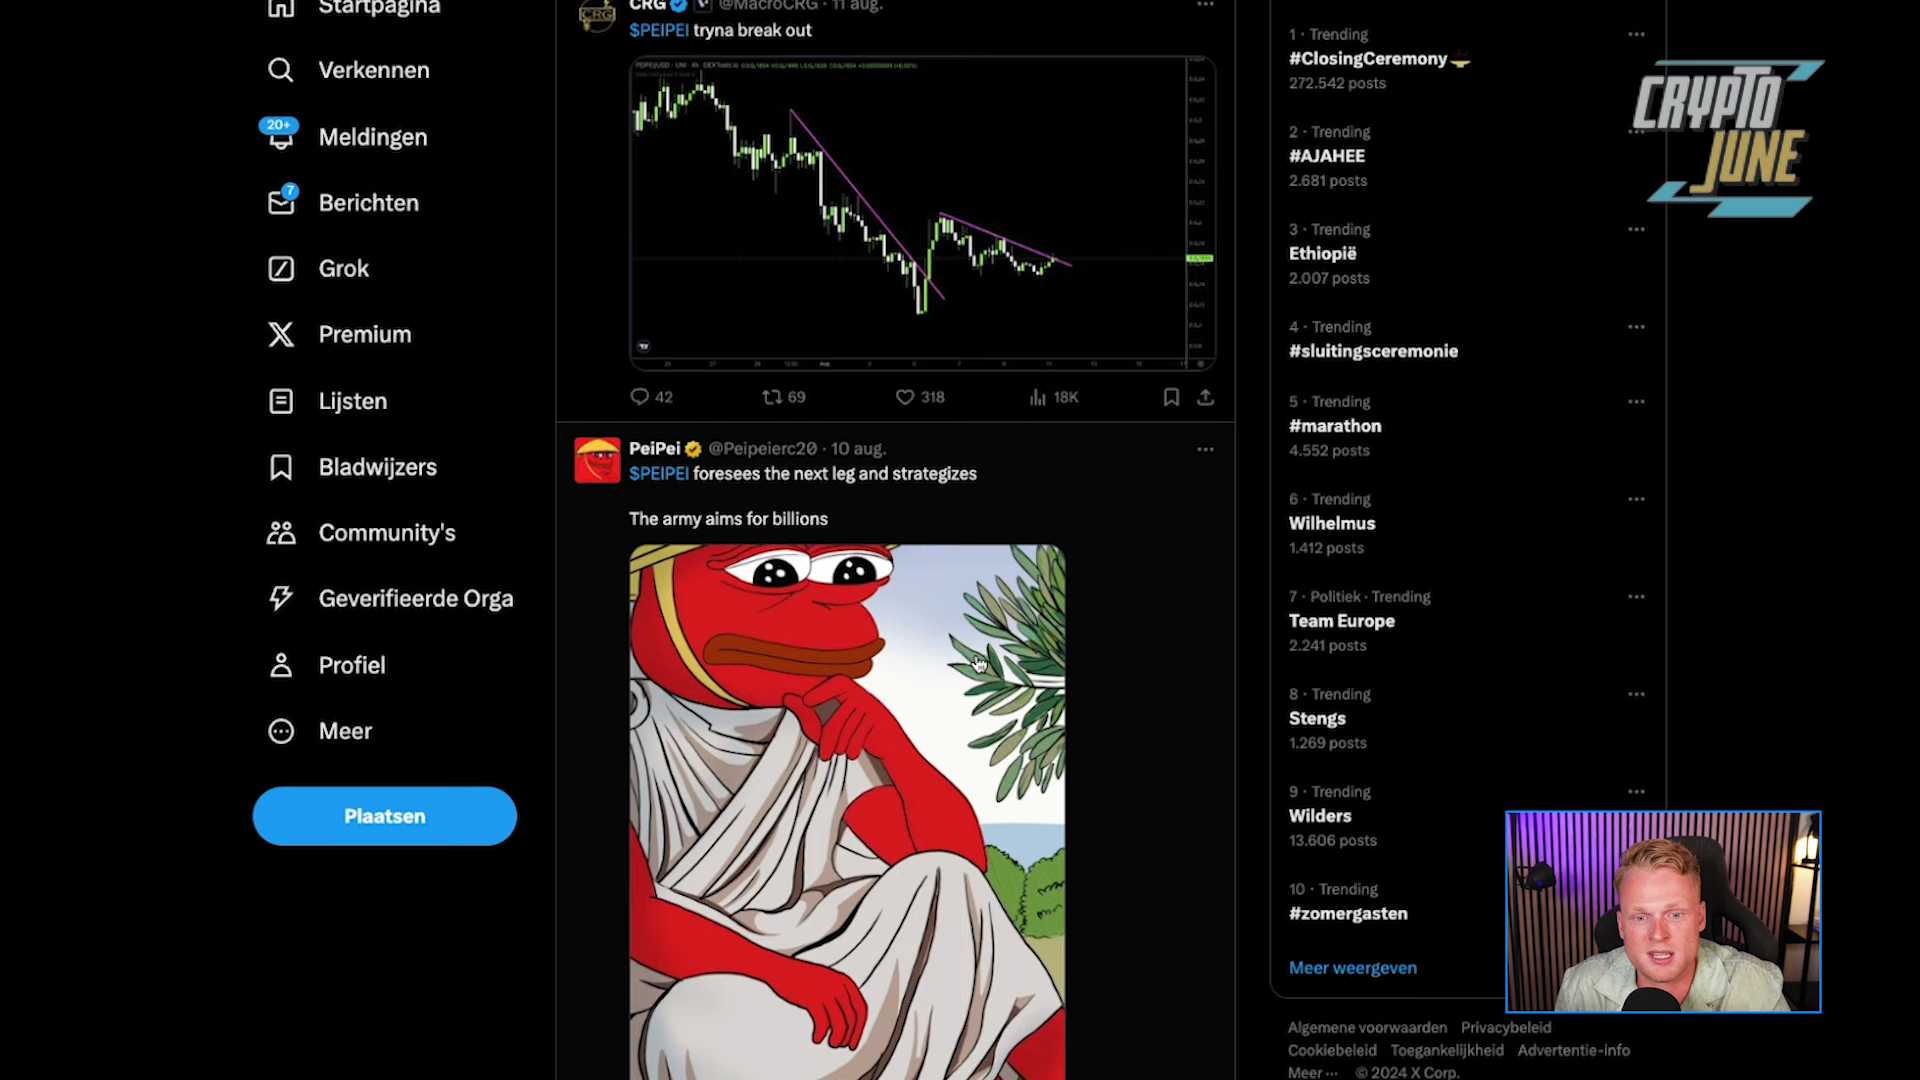 Startpagina
Verkennen
20+
Meldingen
7
Berichten
Grok
Premium
Lijsten
Bladwijzers
Community's
Geverifieerde Orga
Profiel
Meer
Plaatsen
CRG @MacroCRG · 11 aug.
$PEIPEI tryna break out
42
69
318
18K
PeiPei @Peipeierc20 · 10 aug.
$PEIPEI foresees the next leg and strategizes
The army aims for billions
1 · Trending
#ClosingCeremony
272.542 posts
2 · Trending
#AJAHEE
2.681 posts
3 · Trending
Ethiopië
2.007 posts
4 · Trending
#sluitingsceremonie
5 · Trending
#marathon
4.552 posts
6 · Trending
Wilhelmus
1.412 posts
7 · Politiek · Trending
Team Europe
2.241 posts
8 · Trending
Stengs
1.269 posts
9 · Trending
Wilders
13.606 posts
10 · Trending
#zomergasten
Meer weergeven
Algemene voorwaarden Privacybeleid
Cookiebeleid Toegankelijkheid Advertentie-info
Meer ··· © 2024 X Corp.
CRYPTO
JUNE